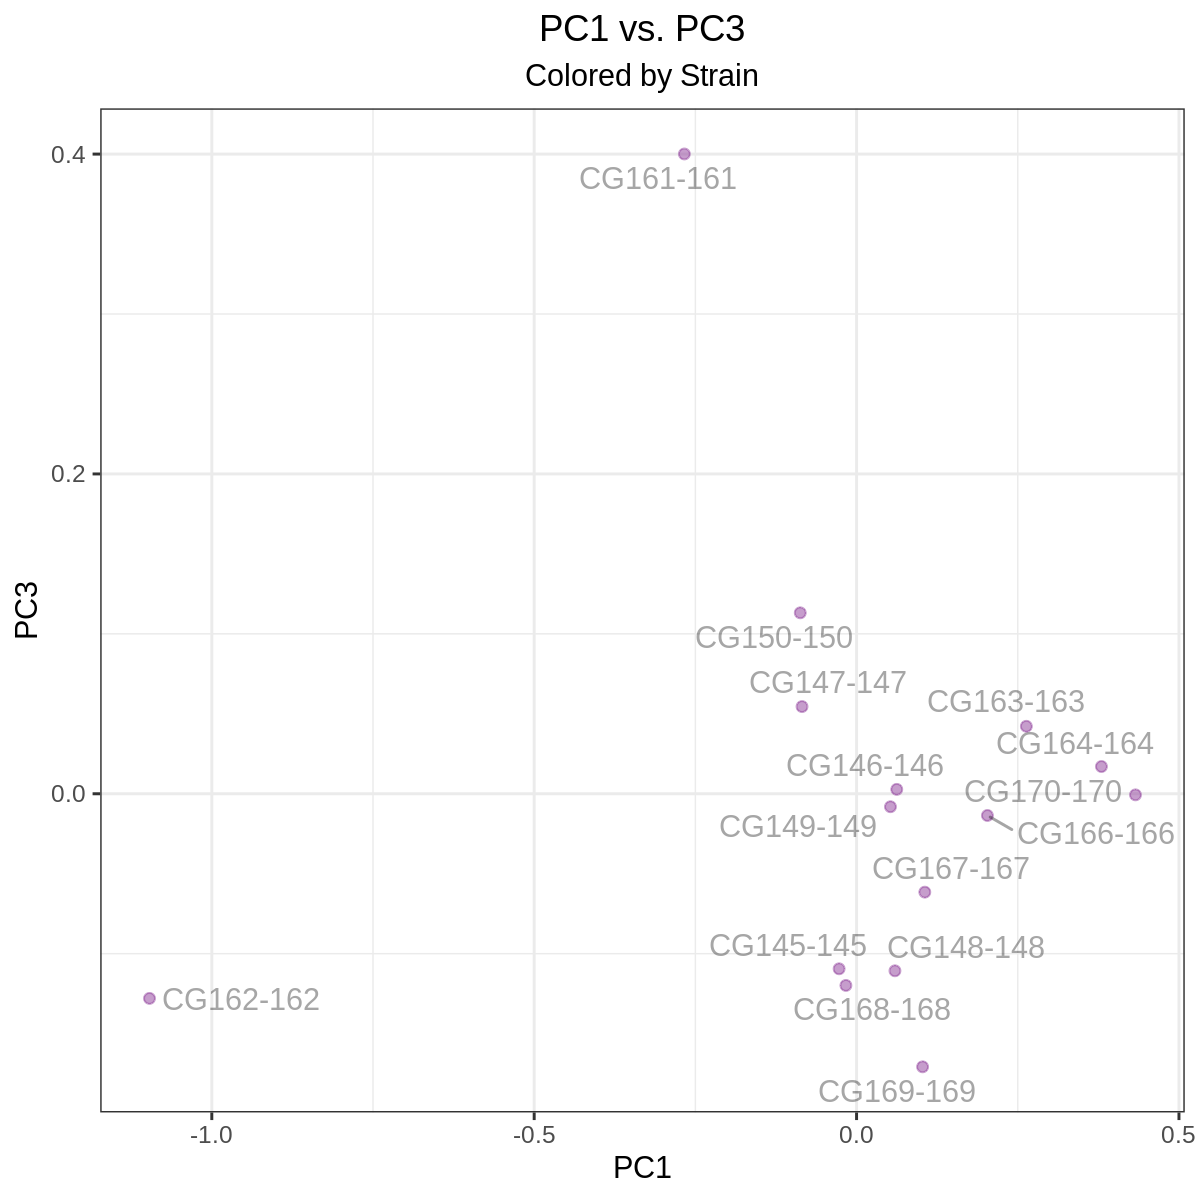 PC1 vs. PC3
Colored by Strain
0.4
CG161-161
0.2
PC3
CG150-150
CG147-147
CG163-163
CG164-164
CG146-146
CG170-170
0.0
CG149-149
CG166-166
CG167-167
CG145-145
CG148-148
CG162-162
CG168-168
CG169-169
-1.0
-0.5
0.0
0.5
PC1